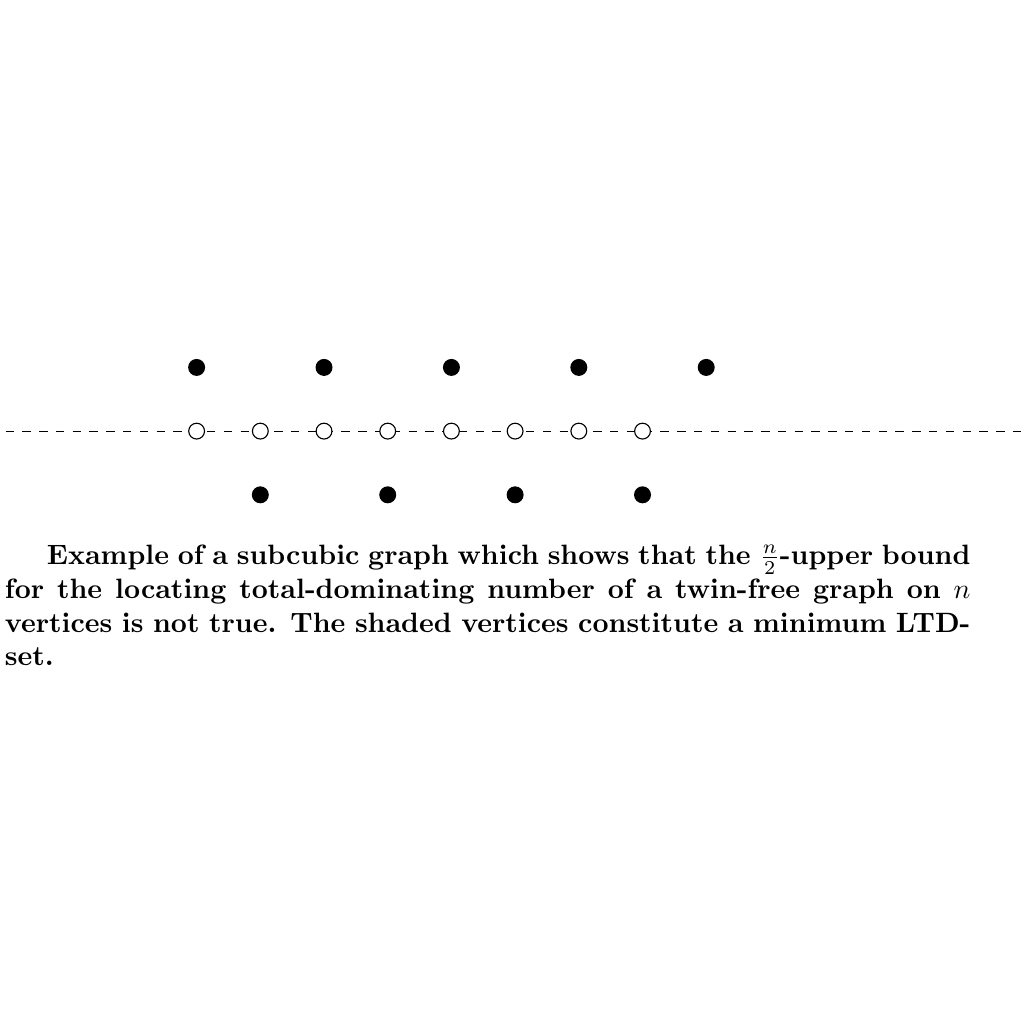 Example of a subcubic graph which shows that the $\frac{n}{2}$-upper bound
for the locating total-dominating number of a twin-free graph on $n$
vertices is not true. The shaded vertices constitute a minimum LTD-
set.